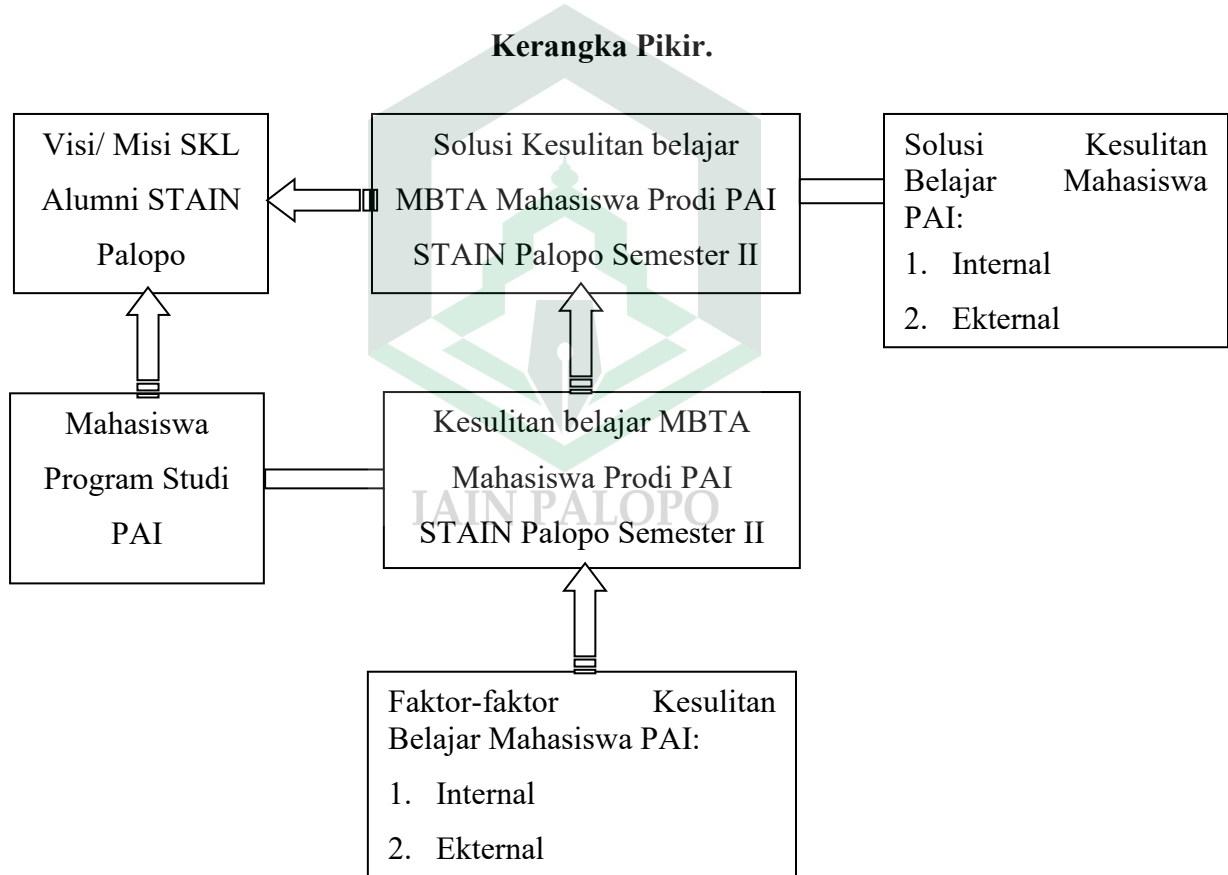 Kerangka Pikir.
Visi/ Misi SKL
Alumni STAIN
Palopo
Solusi Kesulitan belajar
MBTA Mahasiswa Prodi PAI
STAIN Palopo Semester II
Solusi Kesulitan
Belajar Mahasiswa
PAI:
1. Internal
2. Ekternal
Mahasiswa
Program Studi
PAI
Kesulitan belajar MBTA
Mahasiswa Prodi PAI
STAIN Palopo Semester II
IAIN PALOPO
Faktor-faktor Kesulitan
Belajar Mahasiswa PAI:
1. Internal
2. Ekternal